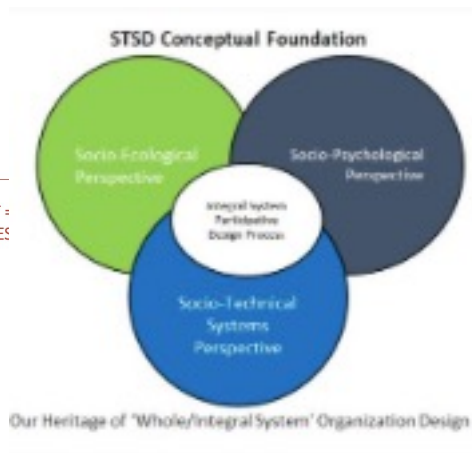 STSD Conceptual Foundation
Socio-Ecological
Perspective
Socio-Psychological
Perspective
Integral System
Participative
Design Process
Socio-Technical
Systems
Perspective
Our Heritage of 'Whole/Integral System' Organization Design